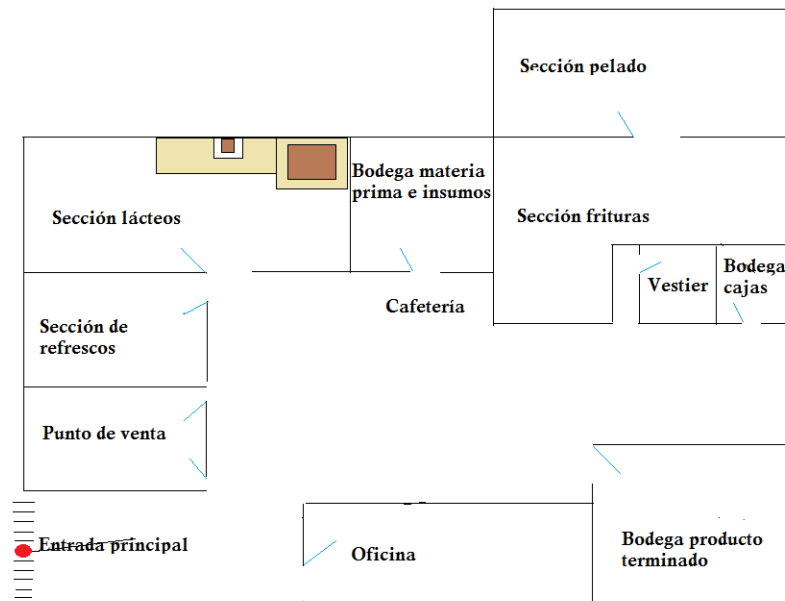 Sección pelado
Bodega materia
prima e insumos
Sección lácteos
Sección frituras
Bodega
cajas
Vestier
Cafetería
Sección de
refrescos
Punto de venta
Entrada principal
Oficina
Bodega producto
terminado